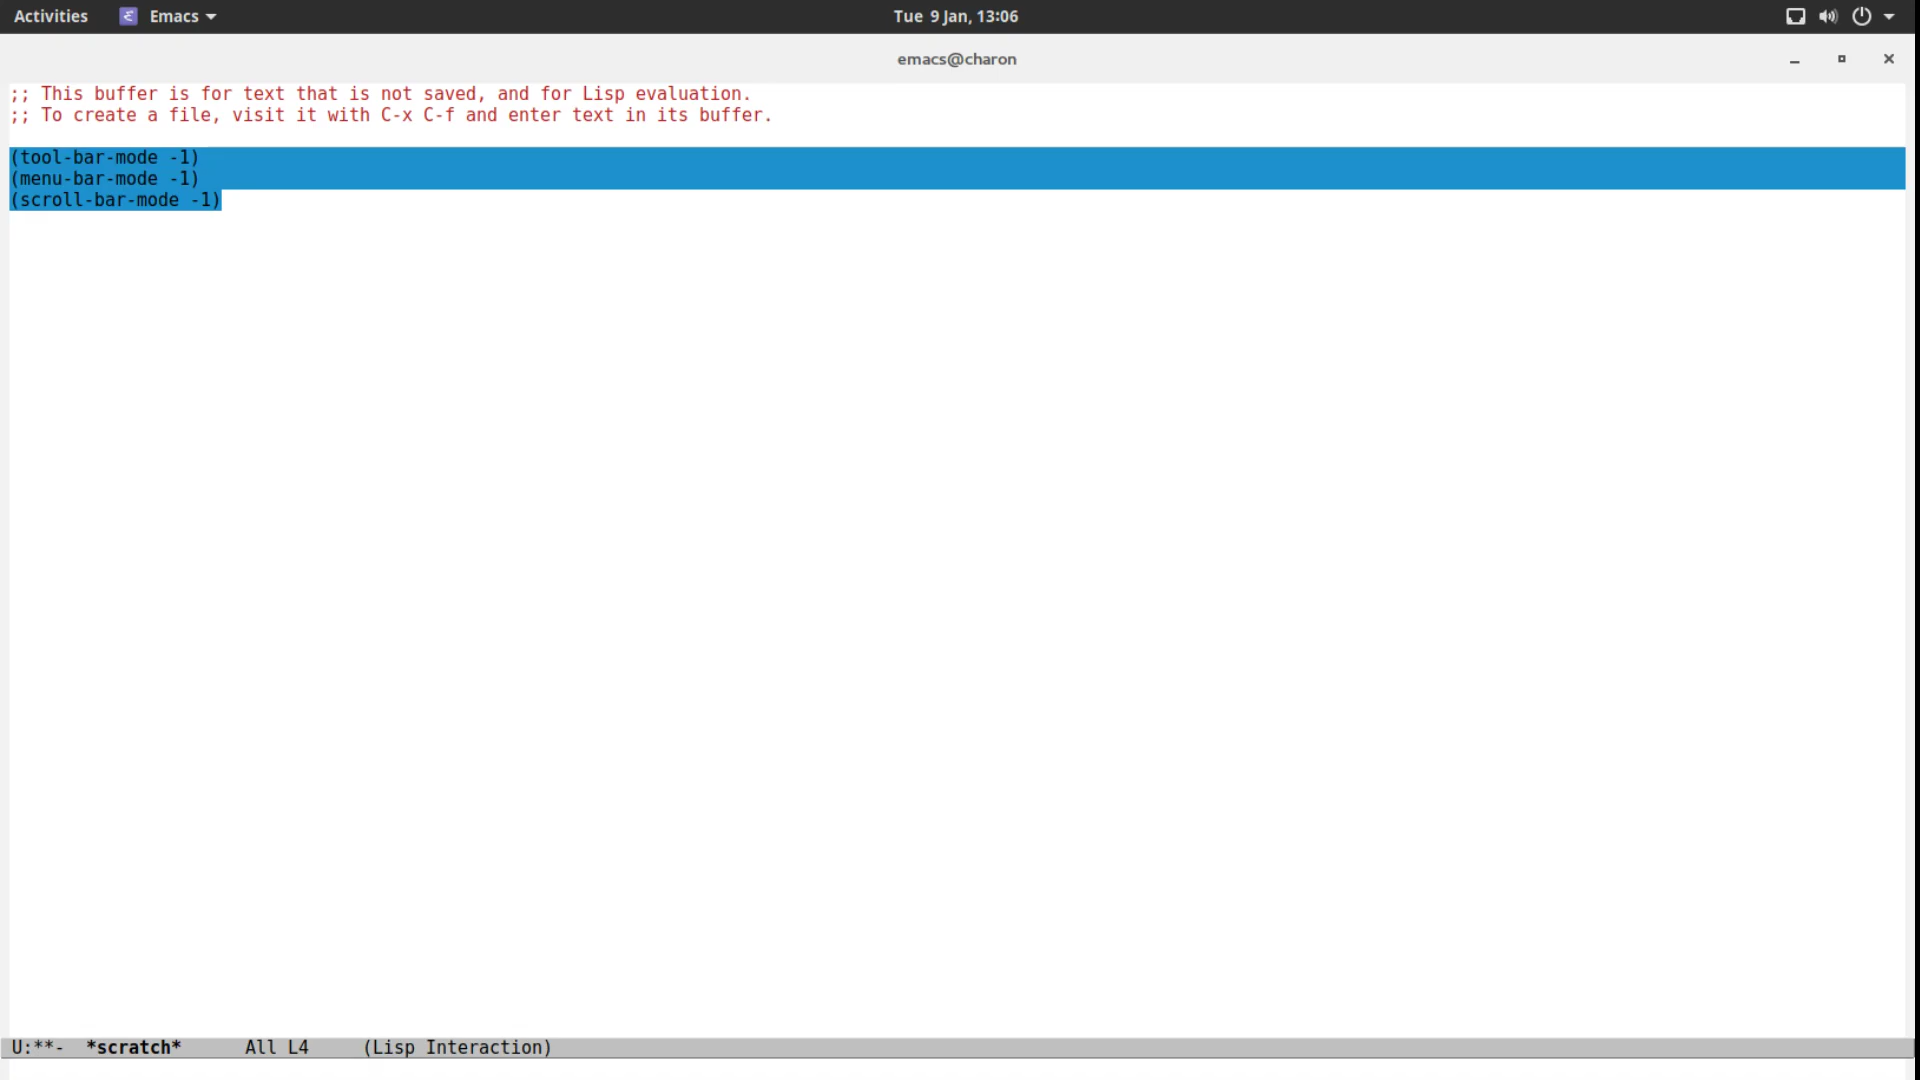 Activities Emacs Tue 9 Jan, 13:06
emacs@charon
;; This buffer is for text that is not saved, and for Lisp evaluation.
;; To create a file, visit it with C-x C-f and enter text in its buffer.
(tool-bar-mode -1)
(menu-bar-mode -1)
(scroll-bar-mode -1)
U:**- *scratch* All L4 (Lisp Interaction)